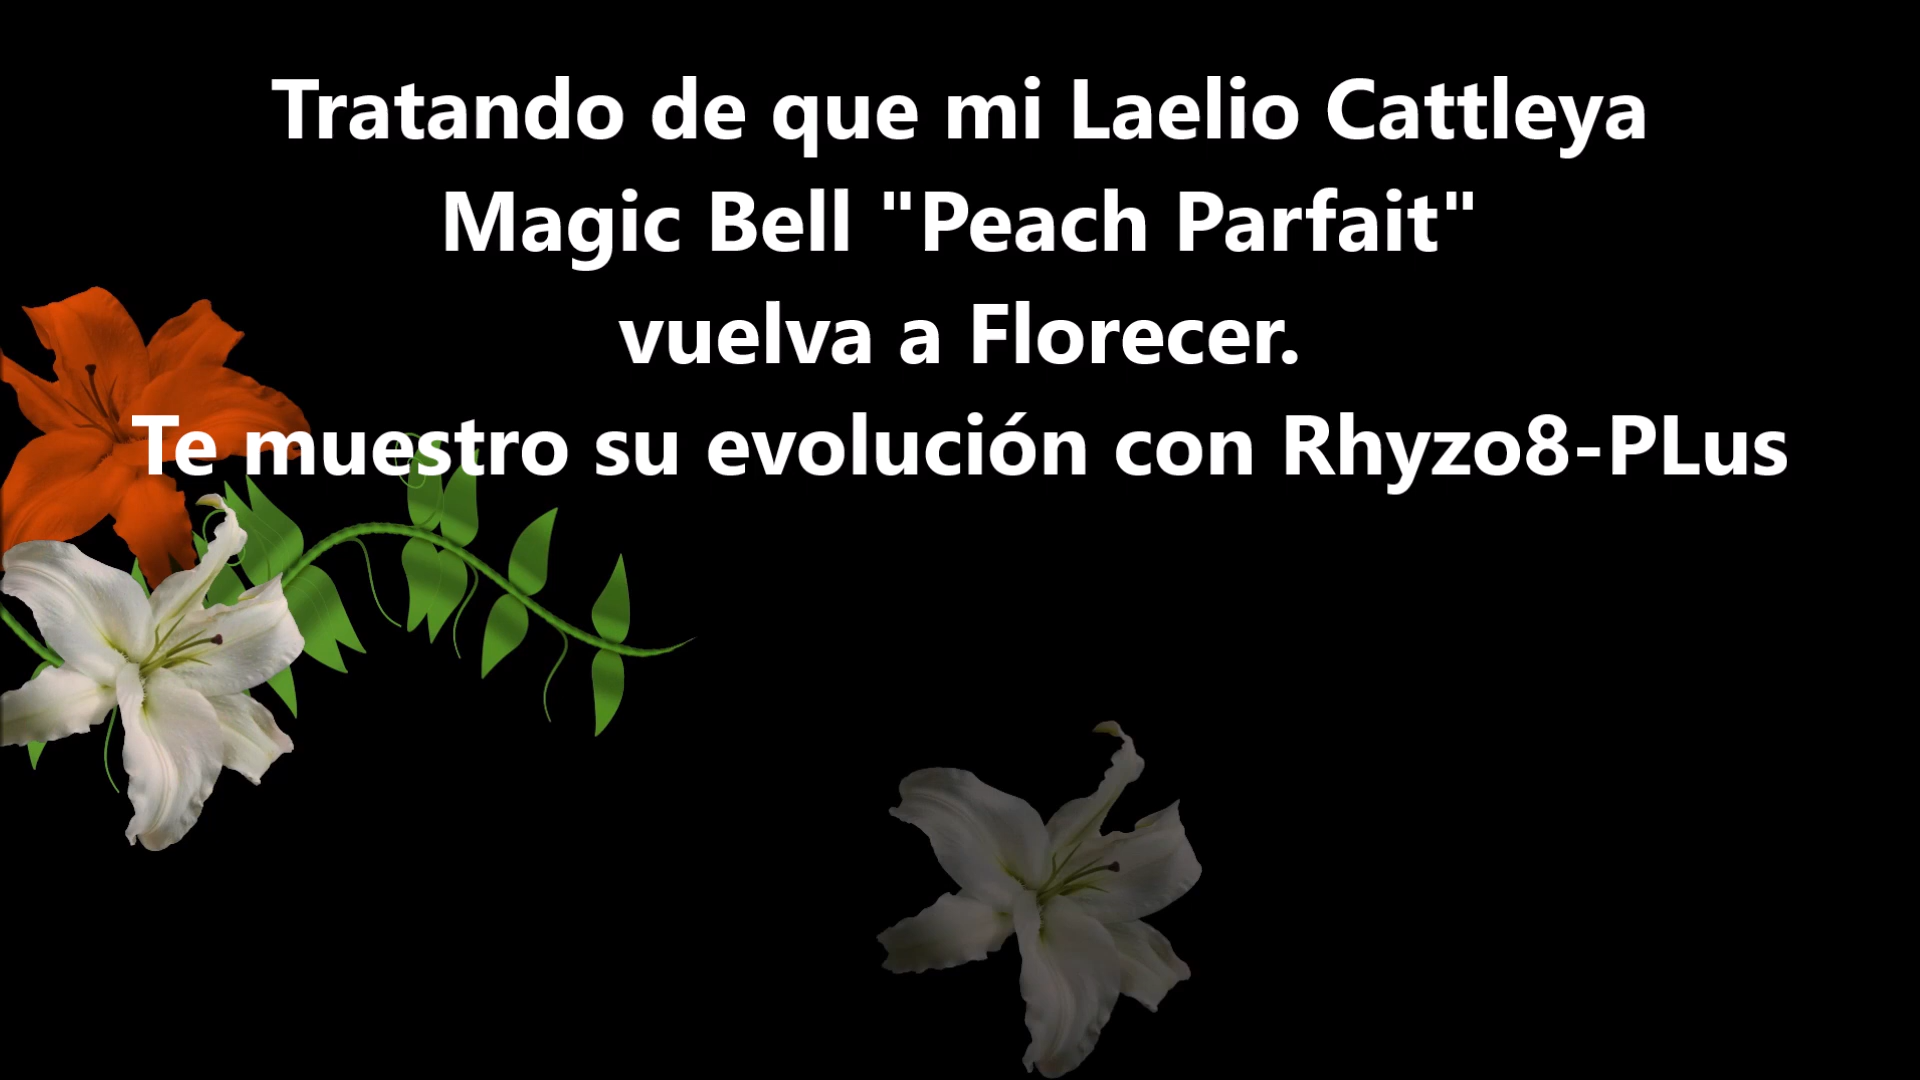 Tratando de que mi Laelio Cattleya
Magic Bell "Peach Parfait"
vuelva a Florecer.
Te muestro su evolución con Rhyzo8-PLus